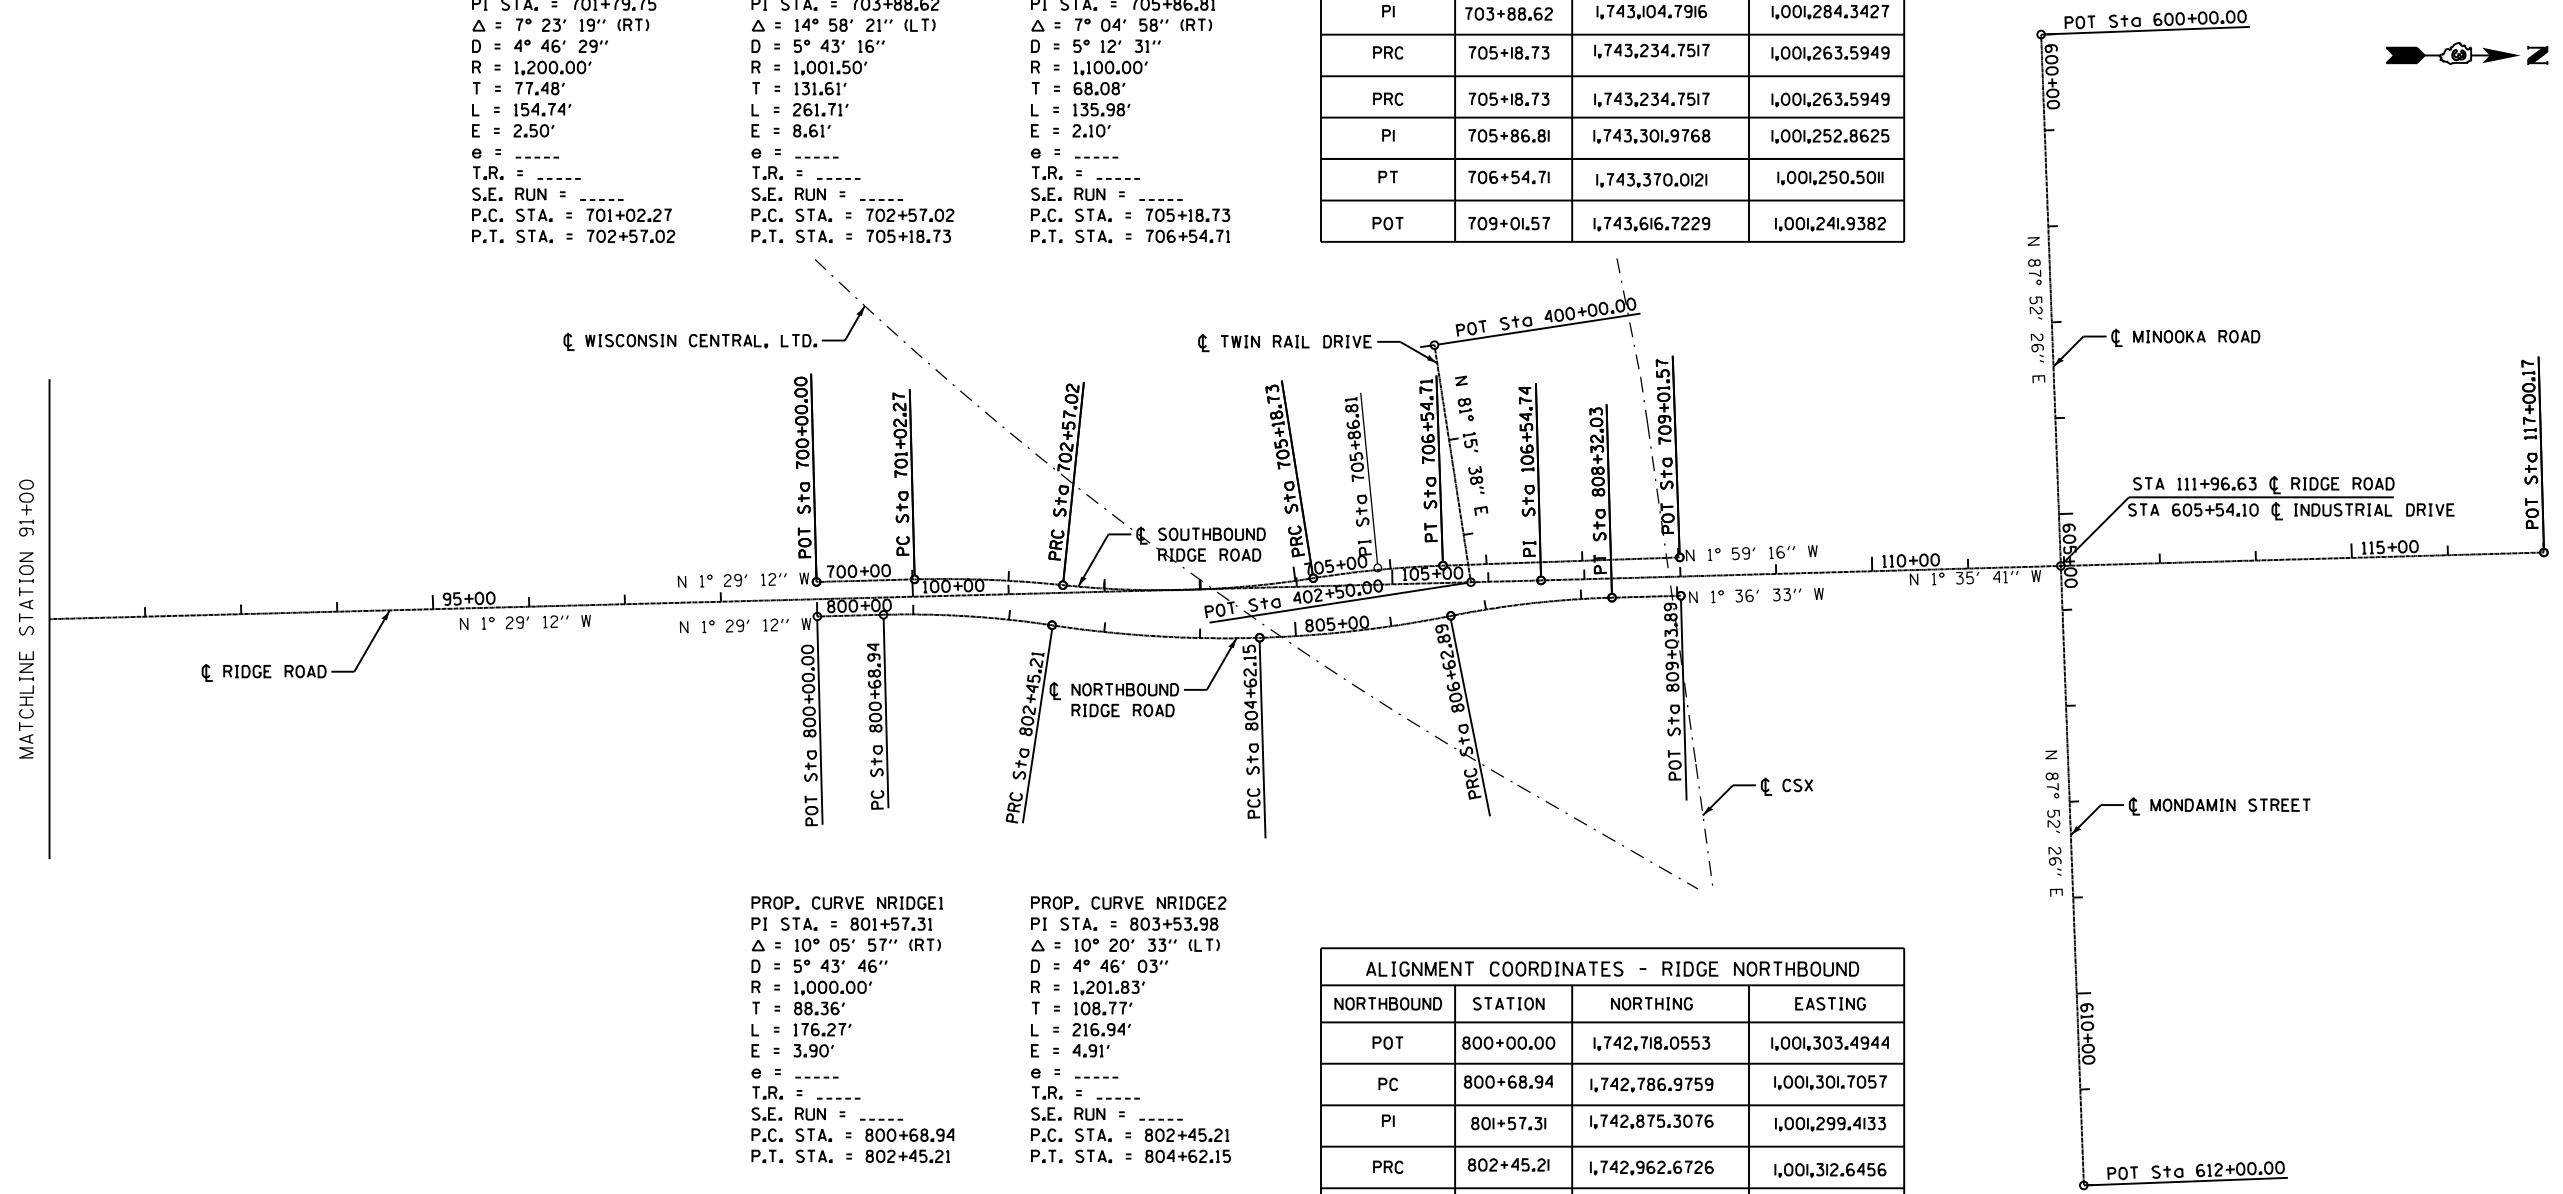 PI STA. = 701+79.75
Δ = 7° 23' 19'' (RT)
D = 4° 46' 29''
R = 1,200.00'
T = 77.48'
L = 154.74'
E = 2.50'
e = _____
T.R. = _____
S.E. RUN = _____
P.C. STA. = 701+02.27
P.T. STA. = 702+57.02
PI STA. = 703+88.62
Δ = 14° 58' 21'' (LT)
D = 5° 43' 16''
R = 1,001.50'
T = 131.61'
L = 261.71'
E = 8.61'
e = _____
T.R. = _____
S.E. RUN = _____
P.C. STA. = 702+57.02
P.T. STA. = 705+18.73
PI STA. = 705+86.81
Δ = 7° 04' 58'' (RT)
D = 5° 12' 31''
R = 1,100.00'
T = 68.08'
L = 135.98'
E = 2.10'
e = _____
T.R. = _____
S.E. RUN = _____
P.C. STA. = 705+18.73
P.T. STA. = 706+54.71
PI 703+88.62 1,743,104.7916 1,001,284.3427
PRC 705+18.73 1,743,234.7517 1,001,263.5949
PRC 705+18.73 1,743,234.7517 1,001,263.5949
PI 705+86.81 1,743,301.9768 1,001,252.8625
PT 706+54.71 1,743,370.0121 1,001,250.5011
POT 709+01.57 1,743,616.7229 1,001,241.9382
POT Sta 600+00.00
600+00
N
N 87° 52' 26'' E
℄ MINOOKA ROAD
℄ WISCONSIN CENTRAL, LTD.
℄ TWIN RAIL DRIVE
POT Sta 400+00.00
N 81° 15' 38'' E
MATCHLINE STATION 91+00
POT Sta 700+00.00
PC Sta 701+02.27
PRC Sta 702+57.02
PRC Sta 705+18.73
PI Sta 705+86.81
PT Sta 706+54.71
PI Sta 106+54.74
PT Sta 808+32.03
POT Sta 709+01.57
POT Sta 117+00.17
STA 111+96.63 ℄ RIDGE ROAD
STA 605+54.10 ℄ INDUSTRIAL DRIVE
℄ SOUTHBOUND
RIDGE ROAD
N 1° 29' 12'' W
700+00
705+00
N 1° 59' 16'' W
95+00
100+00
105+00
110+00
115+00
605+00
N 1° 29' 12'' W
N 1° 35' 41'' W
POT Sta 402+50.00
N 1° 29' 12'' W
800+00
805+00
N 1° 36' 33'' W
℄ RIDGE ROAD
℄ NORTHBOUND
RIDGE ROAD
POT Sta 800+00.00
PC Sta 800+68.94
PRC Sta 802+45.21
PCC Sta 804+62.15
PRC Sta 806+62.89
POT Sta 809+03.89
℄ CSX
N 87° 52' 26'' E
℄ MONDAMIN STREET
610+00
POT Sta 612+00.00
PROP. CURVE NRIDGE1
PI STA. = 801+57.31
Δ = 10° 05' 57'' (RT)
D = 5° 43' 46''
R = 1,000.00'
T = 88.36'
L = 176.27'
E = 3.90'
e = _____
T.R. = _____
S.E. RUN = _____
P.C. STA. = 800+68.94
P.T. STA. = 802+45.21
PROP. CURVE NRIDGE2
PI STA. = 803+53.98
Δ = 10° 20' 33'' (LT)
D = 4° 46' 03''
R = 1,201.83'
T = 108.77'
L = 216.94'
E = 4.91'
e = _____
T.R. = _____
S.E. RUN = _____
P.C. STA. = 802+45.21
P.T. STA. = 804+62.15
ALIGNMENT COORDINATES - RIDGE NORTHBOUND
NORTHBOUND STATION NORTHING EASTING
POT 800+00.00 1,742,718.0553 1,001,303.4944
PC 800+68.94 1,742,786.9759 1,001,301.7057
PI 801+57.31 1,742,875.3076 1,001,299.4133
PRC 802+45.21 1,742,962.6726 1,001,312.6456